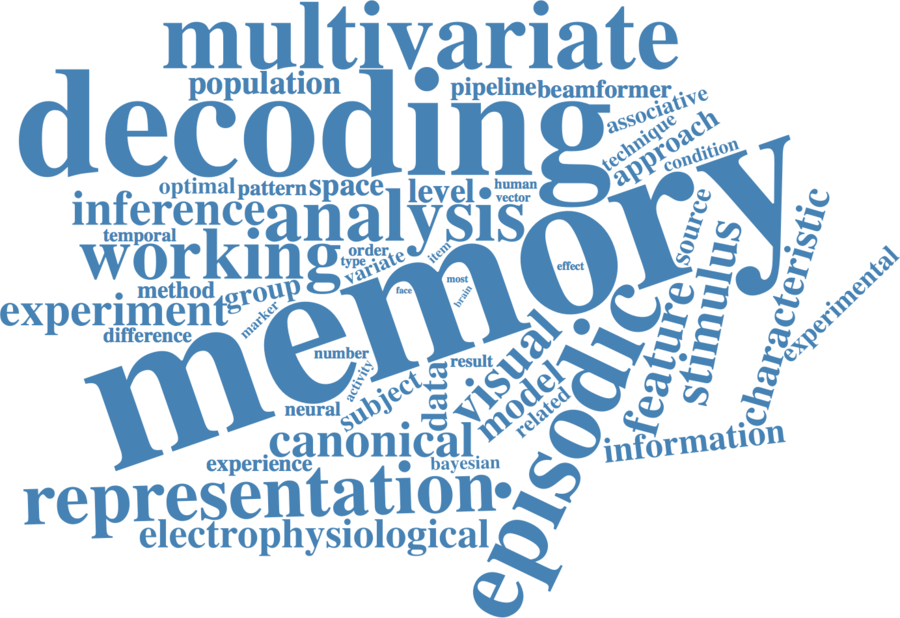 multivariate
population
pipeline
beamformer
decoding
associative
technique
approach
condition
optimal
pattern
space
level
human
vector
inference
analysis
temporal
working
order
type
variate
item
memory
effect
most
brain
face
source
stimulus
characteristic
experimental
method
group
marker
experiment
difference
number
activity
neural
subject
data
result
visual
model
related
episodic
feature
information
canonical
experience
bayesian
representation
electrophysiological